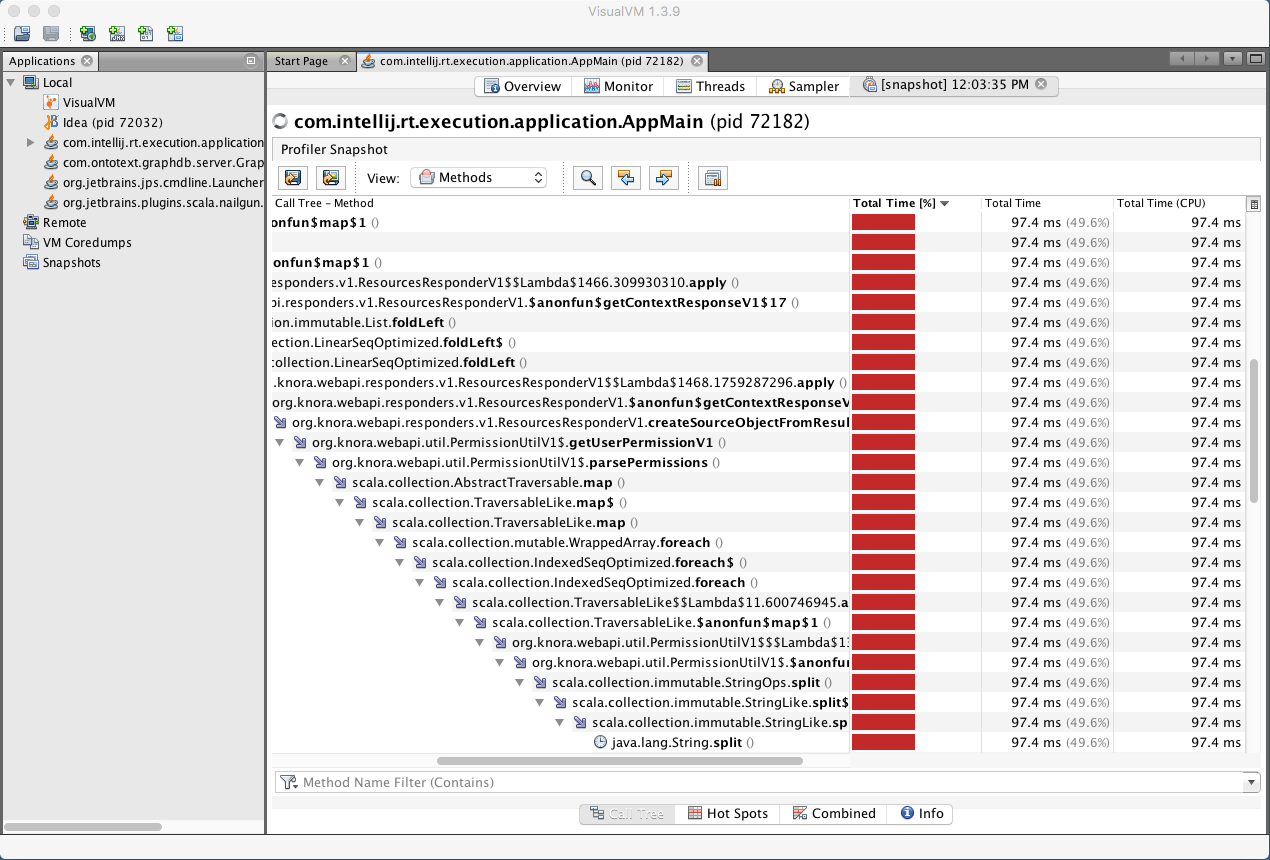 VisualVM 1.3.9
Applications
Start Page
com.intellij.rt.execution.application.AppMain (pid 72182)
Local
VisualVM
Idea (pid 72032)
com.intellij.rt.execution.application
com.ontotext.graphdb.server.Grap
org.jetbrains.jps.cmdline.Launcher
org.jetbrains.plugins.scala.nailgun.
Remote
VM Coredumps
Snapshots
Overview Monitor Threads Sampler [snapshot] 12:03:35 PM
com.intellij.rt.execution.application.AppMain (pid 72182)
Profiler Snapshot
View: Methods
Call Tree – Method Total Time [%] Total Time Total Time (CPU)
onfun$map$1 () 97.4 ms (49.6%) 97.4 ms
97.4 ms (49.6%) 97.4 ms
onfun$map$1 () 97.4 ms (49.6%) 97.4 ms
esponders.v1.ResourcesResponderV1$$Lambda$1466.309930310.apply () 97.4 ms (49.6%) 97.4 ms
pi.responders.v1.ResourcesResponderV1.$anonfun$getContextResponseV1$17 () 97.4 ms (49.6%) 97.4 ms
ion.immutable.List.foldLeft () 97.4 ms (49.6%) 97.4 ms
ection.LinearSeqOptimized.foldLeft$ () 97.4 ms (49.6%) 97.4 ms
collection.LinearSeqOptimized.foldLeft () 97.4 ms (49.6%) 97.4 ms
.knora.webapi.responders.v1.ResourcesResponderV1$$Lambda$1468.1759287296.apply () 97.4 ms (49.6%) 97.4 ms
org.knora.webapi.responders.v1.ResourcesResponderV1.$anonfun$getContextResponseV 97.4 ms (49.6%) 97.4 ms
org.knora.webapi.responders.v1.ResourcesResponderV1.createSourceObjectFromResul 97.4 ms (49.6%) 97.4 ms
org.knora.webapi.util.PermissionUtilV1$.getUserPermissionV1 () 97.4 ms (49.6%) 97.4 ms
org.knora.webapi.util.PermissionUtilV1$.parsePermissions () 97.4 ms (49.6%) 97.4 ms
scala.collection.AbstractTraversable.map () 97.4 ms (49.6%) 97.4 ms
scala.collection.TraversableLike.map$ () 97.4 ms (49.6%) 97.4 ms
scala.collection.TraversableLike.map () 97.4 ms (49.6%) 97.4 ms
scala.collection.mutable.WrappedArray.foreach () 97.4 ms (49.6%) 97.4 ms
scala.collection.IndexedSeqOptimized.foreach$ () 97.4 ms (49.6%) 97.4 ms
scala.collection.IndexedSeqOptimized.foreach () 97.4 ms (49.6%) 97.4 ms
scala.collection.TraversableLike$$Lambda$11.600746945.a 97.4 ms (49.6%) 97.4 ms
scala.collection.TraversableLike.$anonfun$map$1 () 97.4 ms (49.6%) 97.4 ms
org.knora.webapi.util.PermissionUtilV1$$$Lambda$13 97.4 ms (49.6%) 97.4 ms
org.knora.webapi.util.PermissionUtilV1$.$anonfun 97.4 ms (49.6%) 97.4 ms
scala.collection.immutable.StringOps.split () 97.4 ms (49.6%) 97.4 ms
scala.collection.immutable.StringLike.split$ 97.4 ms (49.6%) 97.4 ms
scala.collection.immutable.StringLike.sp 97.4 ms (49.6%) 97.4 ms
java.lang.String.split () 97.4 ms (49.6%) 97.4 ms
Method Name Filter (Contains)
Call Tree Hot Spots Combined Info